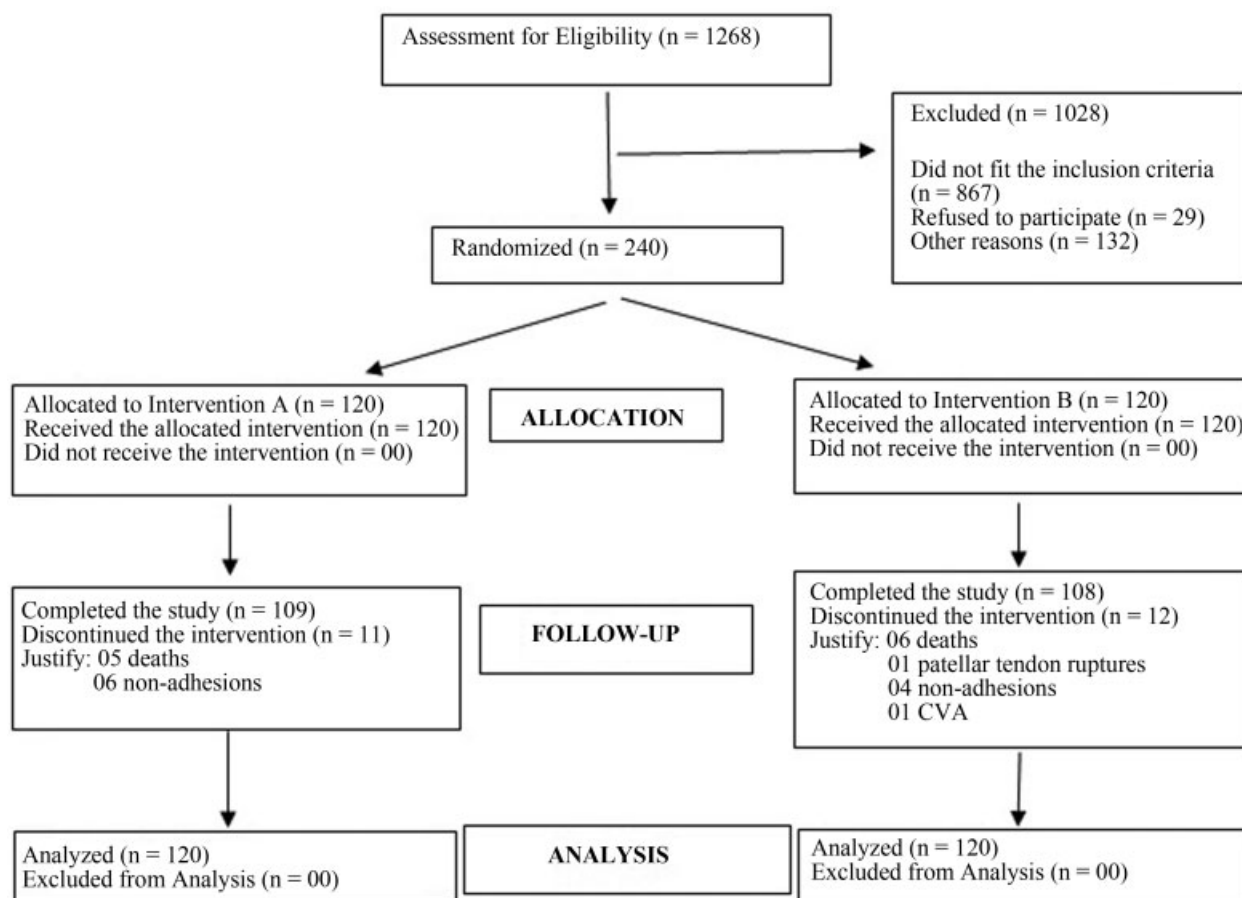 Assessment for Eligibility (n = 1268)
Excluded (n = 1028)
Did not fit the inclusion criteria
(n = 867)
Refused to participate (n = 29)
Other reasons (n = 132)
Randomized (n = 240)
Allocated to Intervention A (n = 120)
Received the allocated intervention (n = 120)
Did not receive the intervention (n = 00)
ALLOCATION
Allocated to Intervention B (n = 120)
Received the allocated intervention (n = 120)
Did not receive the intervention (n = 00)
Completed the study (n = 109)
Discontinued the intervention (n = 11)
Justify: 05 deaths
06 non-adhesions
FOLLOW-UP
Completed the study (n = 108)
Discontinued the intervention (n = 12)
Justify: 06 deaths
01 patellar tendon ruptures
04 non-adhesions
01 CVA
Analyzed (n = 120)
Excluded from Analysis (n = 00)
ANALYSIS
Analyzed (n = 120)
Excluded from Analysis (n = 00)